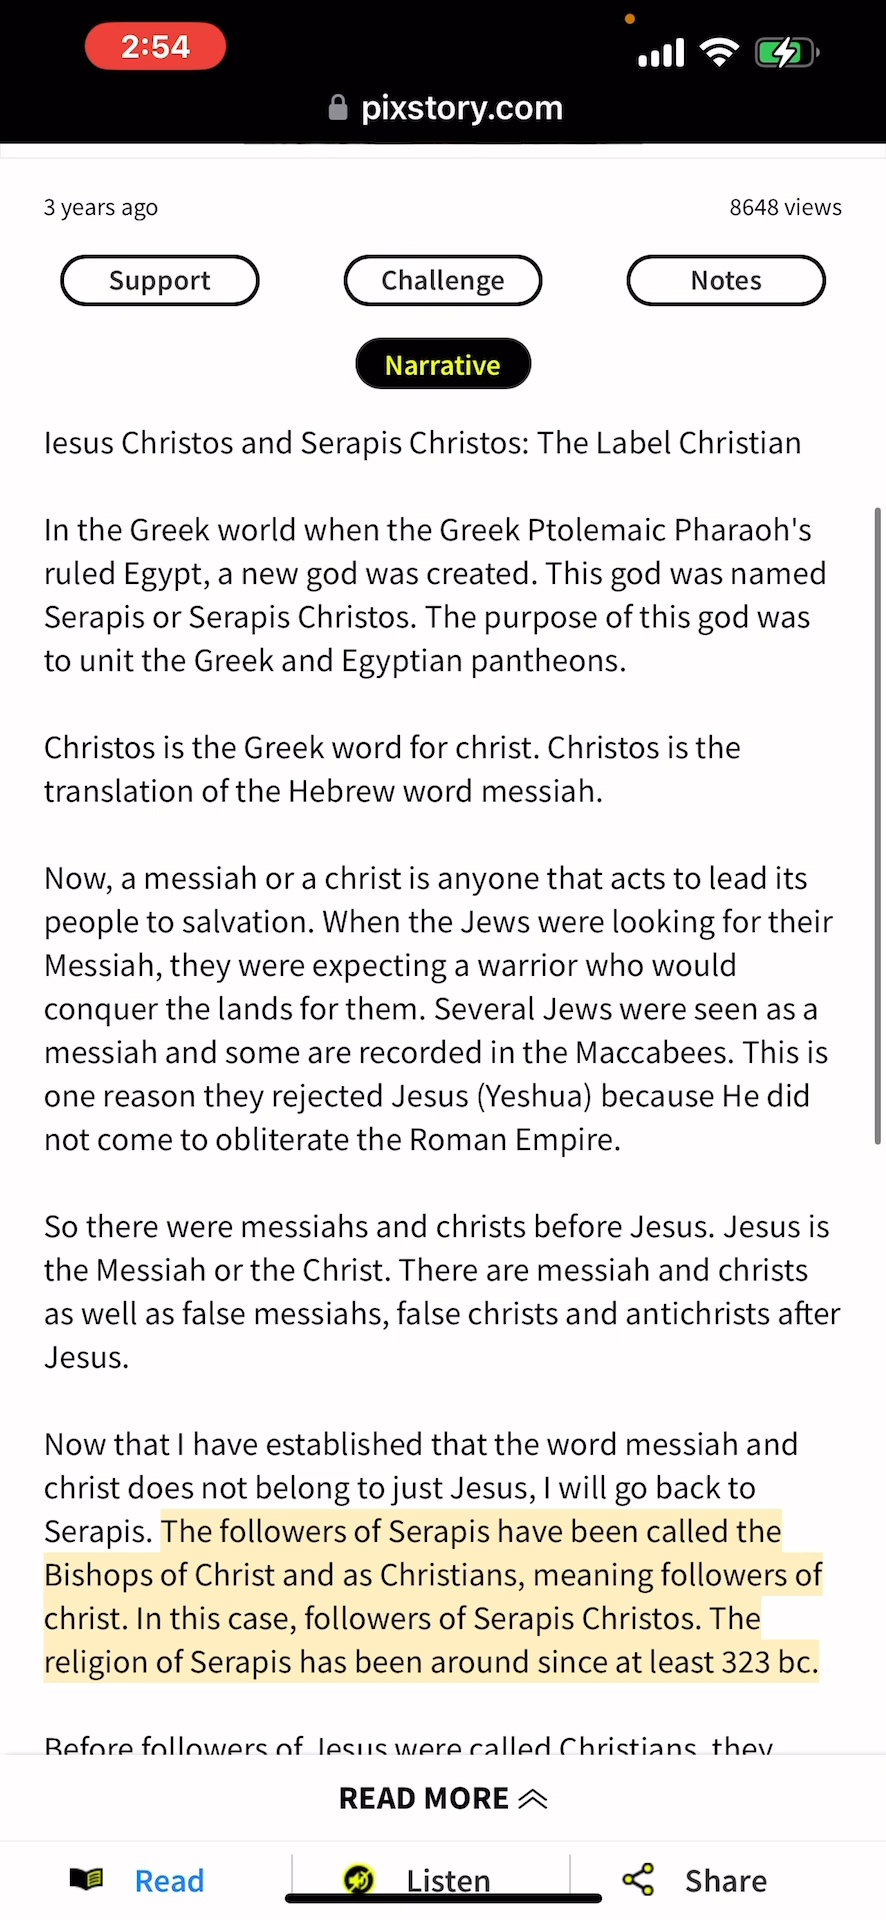 2:54
pixstory.com
3 years ago
8648 views
Support
Challenge
Notes
Narrative
Iesus Christos and Serapis Christos: The Label Christian
In the Greek world when the Greek Ptolemaic Pharaoh's
ruled Egypt, a new god was created. This god was named
Serapis or Serapis Christos. The purpose of this god was
to unit the Greek and Egyptian pantheons.
Christos is the Greek word for christ. Christos is the
translation of the Hebrew word messiah.
Now, a messiah or a christ is anyone that acts to lead its
people to salvation. When the Jews were looking for their
Messiah, they were expecting a warrior who would
conquer the lands for them. Several Jews were seen as a
messiah and some are recorded in the Maccabees. This is
one reason they rejected Jesus (Yeshua) because He did
not come to obliterate the Roman Empire.
So there were messiahs and christs before Jesus. Jesus is
the Messiah or the Christ. There are messiah and christs
as well as false messiahs, false christs and antichrists after
Jesus.
Now that I have established that the word messiah and
christ does not belong to just Jesus, I will go back to
Serapis. The followers of Serapis have been called the
Bishops of Christ and as Christians, meaning followers of
christ. In this case, followers of Serapis Christos. The
religion of Serapis has been around since at least 323 bc.
Before followers of Jesus were called Christians, they
READ MORE
Read
Listen
Share